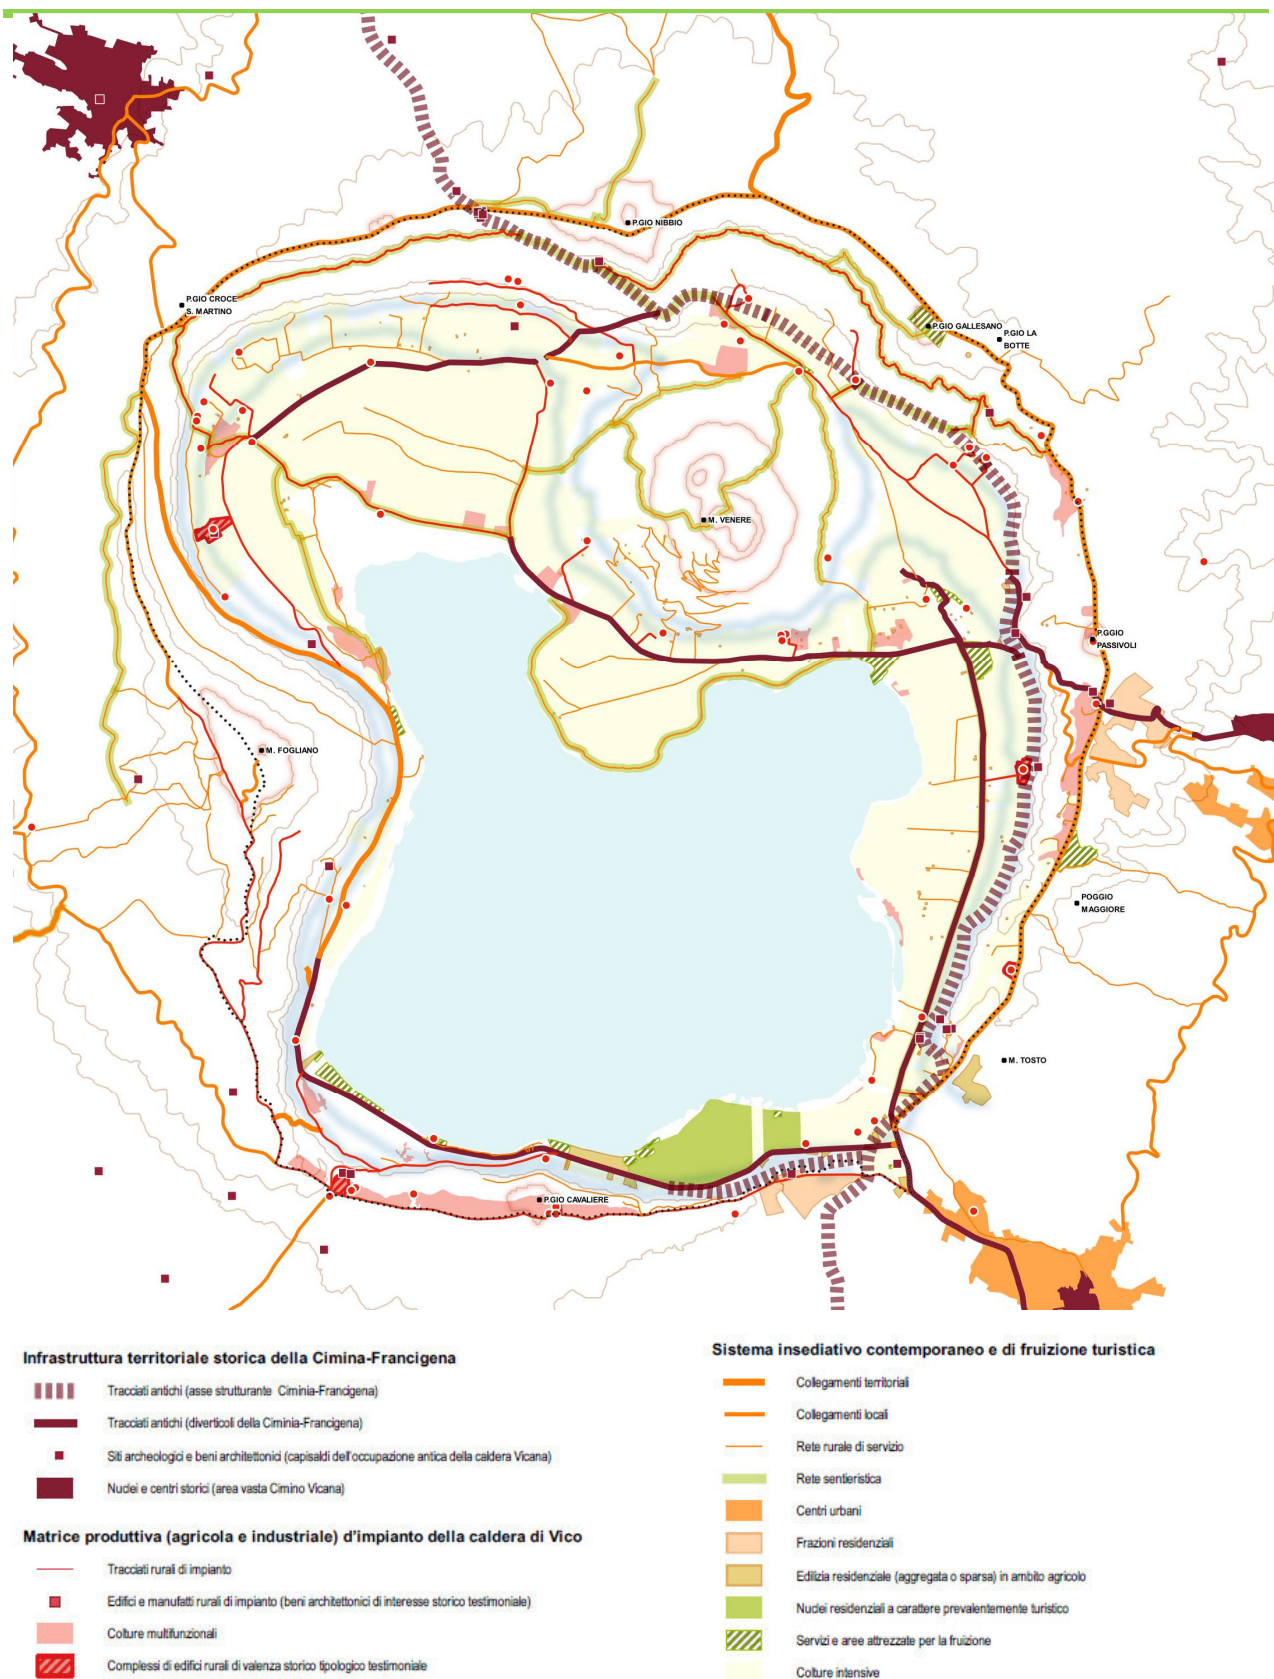 P.GIO NIBBIO
P.GIO CROCE
S. MARTINO
P.GIO GALLESANO
P.GIO LA
BOTTE
M. VENERE
P.GGIO
PASSIVOLI
M. FOGLIANO
POGGIO
MAGGIORE
M. TOSTO
P.GIO CAVALIERE
Infrastruttura territoriale storica della Cimina-Francigena
Tracciati antichi (asse strutturante Ciminia-Francigena)
Tracciati antichi (diverticoli della Ciminia-Francigena)
Siti archeologici e beni architettonici (capisaldi dell'occupazione antica della caldera Vicana)
Nuclei e centri storici (area vasta Cimino Vicana)
Matrice produttiva (agricola e industriale) d'impianto della caldera di Vico
Tracciati rurali di impianto
Edifici e manufatti rurali di impianto (beni architettonici di interesse storico testimoniale)
Colture multifunzionali
Complessi di edifici rurali di valenza storico tipologico testimoniale
Sistema insediativo contemporaneo e di fruizione turistica
Collegamenti territoriali
Collegamenti locali
Rete rurale di servizio
Rete sentieristica
Centri urbani
Frazioni residenziali
Edilizia residenziale (aggregata o sparsa) in ambito agricolo
Nuclei residenziali a carattere prevalentemente turistico
Servizi e aree attrezzate per la fruizione
Colture intensive